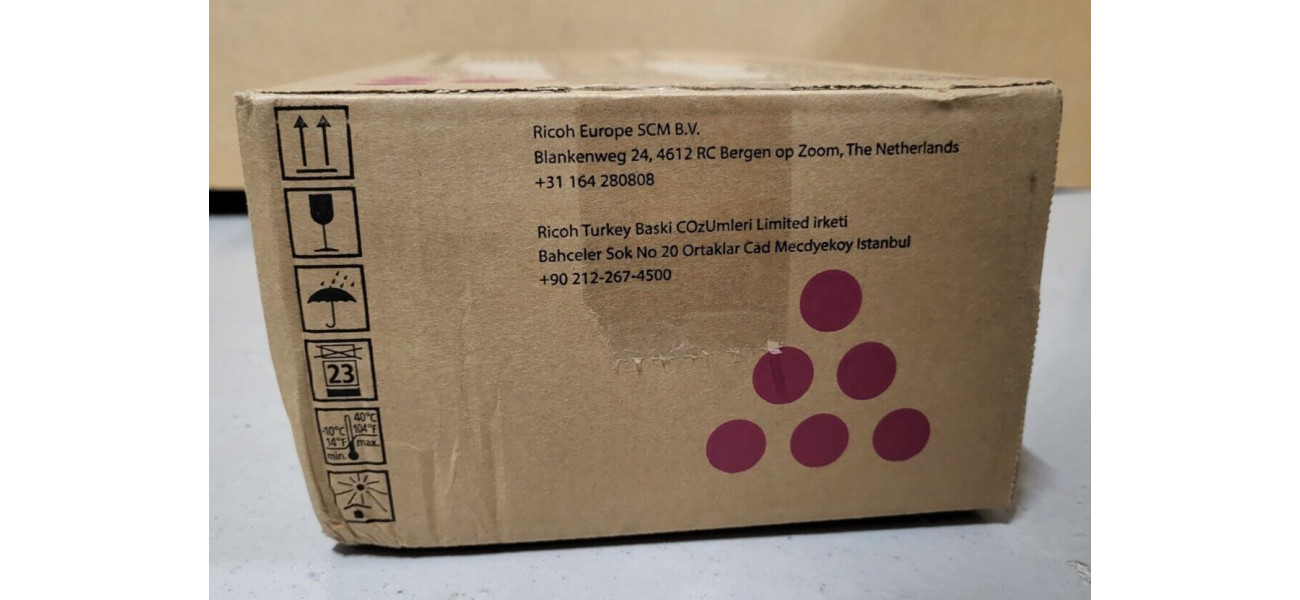 Ricoh Europe SCM B.V.
Blankenweg 24, 4612 RC Bergen op Zoom, The Netherlands
+31 164 280808
Ricoh Turkey Baski COzUmleri Limited irketi
Bahceler Sok No 20 Ortaklar Cad Mecdyekoy Istanbul
+90 212-267-4500
23
40°C
-10°C 104°F
14°F max.
min.